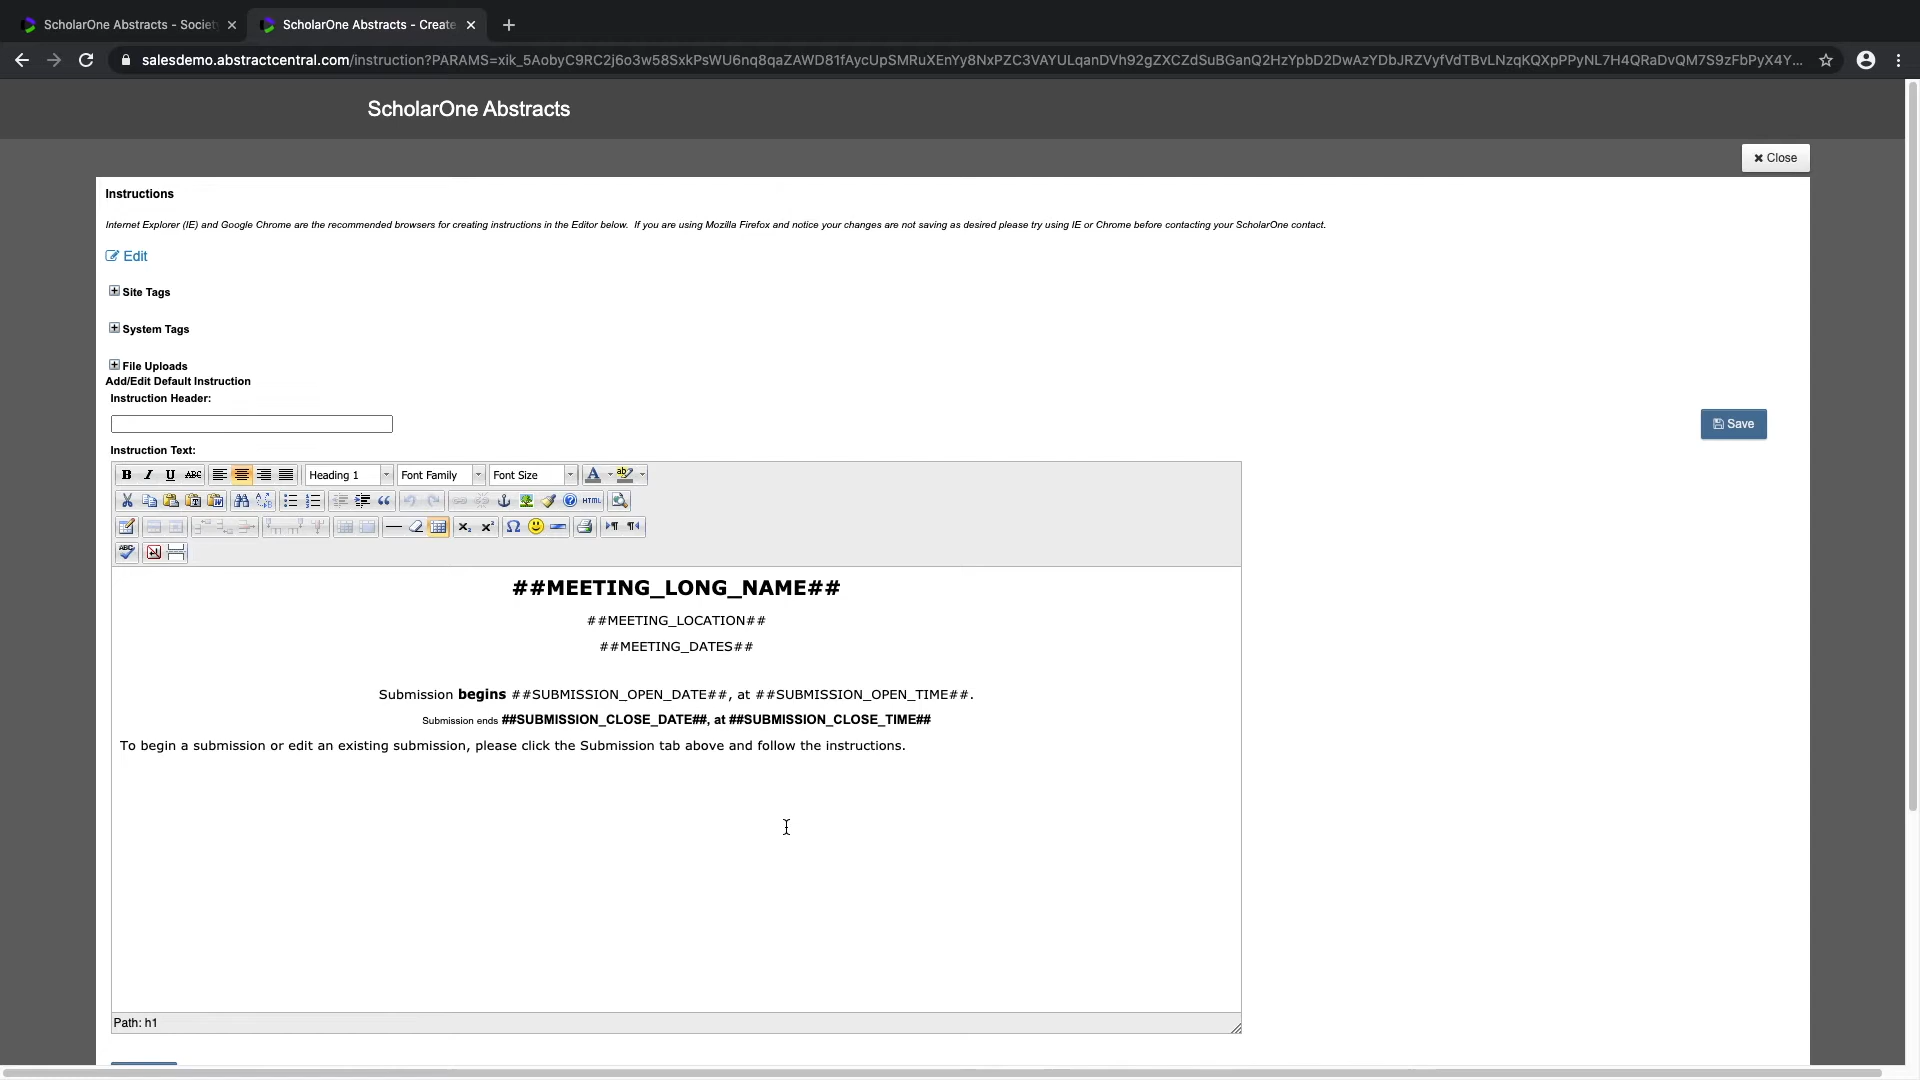 ScholarOne Abstracts - Societ
ScholarOne Abstracts - Create
salesdemo.abstractcentral.com/instruction?PARAMS=xik_5AobyC9RC2j6o3w58SxkPsWU6nq8qaZAWD81fAycUpSMRuXEnYy8NxPZC3VAYULqanDVh92gZXCZdSuBGanQ2HzYpbD2DwAzYDbJRZVyfVdTBvLNzqKQXpPPyNL7H4QRaDvQM7S9zFbPyX4Y...
ScholarOne Abstracts
Close
Instructions
Internet Explorer (IE) and Google Chrome are the recommended browsers for creating instructions in the Editor below. If you are using Mozilla Firefox and notice your changes are not saving as desired please try using IE or Chrome before contacting your ScholarOne contact.
Edit
Site Tags
System Tags
File Uploads
Add/Edit Default Instruction
Instruction Header:
Save
Instruction Text:
B I U ABC Heading 1 Font Family Font Size A ab
HTML
ABC
##MEETING_LONG_NAME##
##MEETING_LOCATION##
##MEETING_DATES##
Submission begins ##SUBMISSION_OPEN_DATE##, at ##SUBMISSION_OPEN_TIME##.
Submission ends ##SUBMISSION_CLOSE_DATE##, at ##SUBMISSION_CLOSE_TIME##
To begin a submission or edit an existing submission, please click the Submission tab above and follow the instructions.
Path: h1